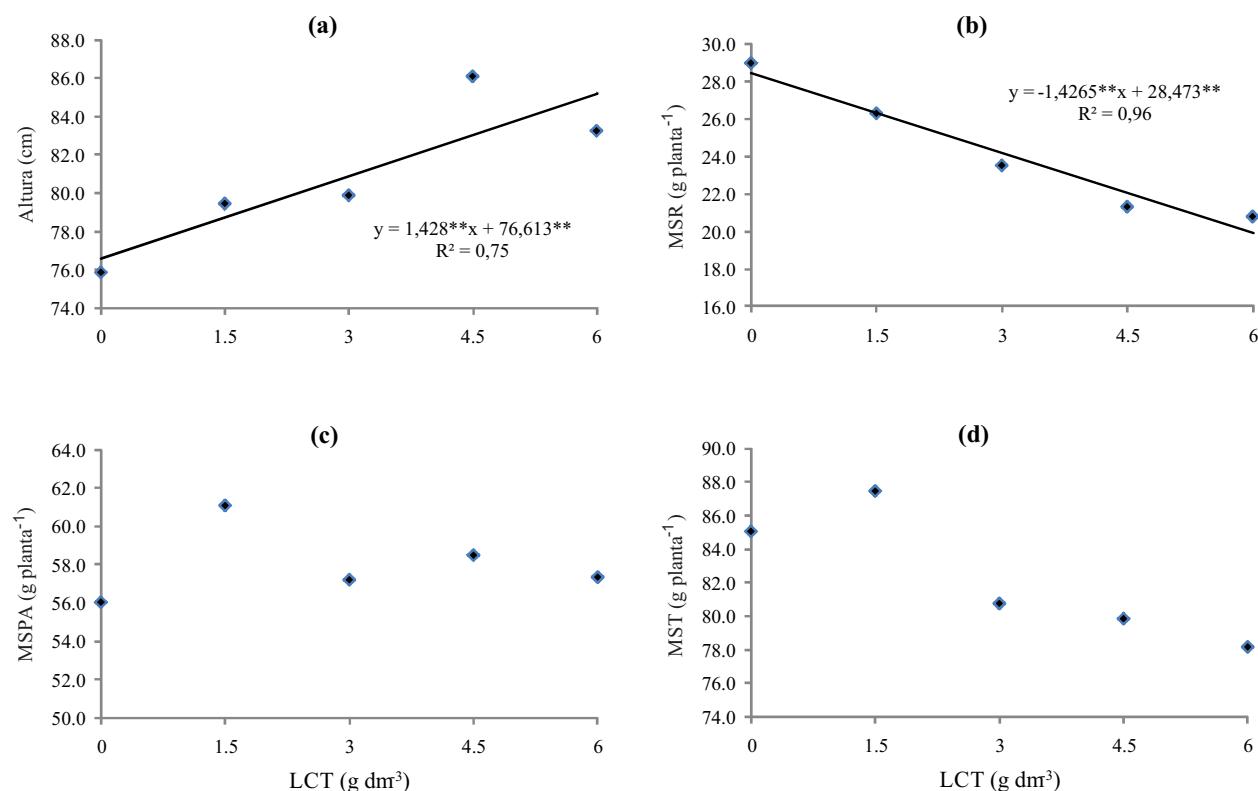 (a)
88.0
86.0
84.0
82.0
80.0
78.0
76.0
74.0
Altura (cm)
y = 1,428**x + 76,613**
R² = 0,75
0 1.5 3 4.5 6
(b)
30.0
28.0
26.0
24.0
22.0
20.0
18.0
16.0
MSR (g planta⁻¹)
y = -1,4265**x + 28,473**
R² = 0,96
0 1.5 3 4.5 6
(c)
64.0
62.0
60.0
58.0
56.0
54.0
52.0
50.0
MSPA (g planta⁻¹)
0 1.5 3 4.5 6
LCT (g dm⁻³)
(d)
90.0
88.0
86.0
84.0
82.0
80.0
78.0
76.0
74.0
MST (g planta⁻¹)
0 1.5 3 4.5 6
LCT (g dm⁻³)